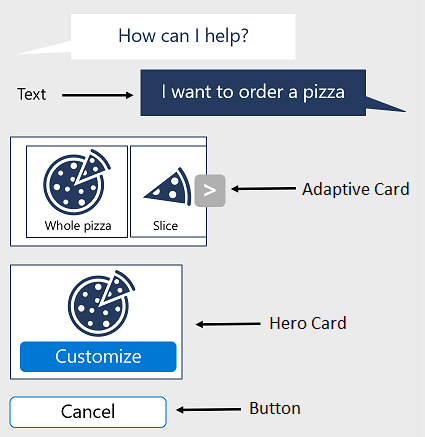 How can I help?
Text
I want to order a pizza
Whole pizza
Slice
>
Adaptive Card
Customize
Hero Card
Cancel
Button